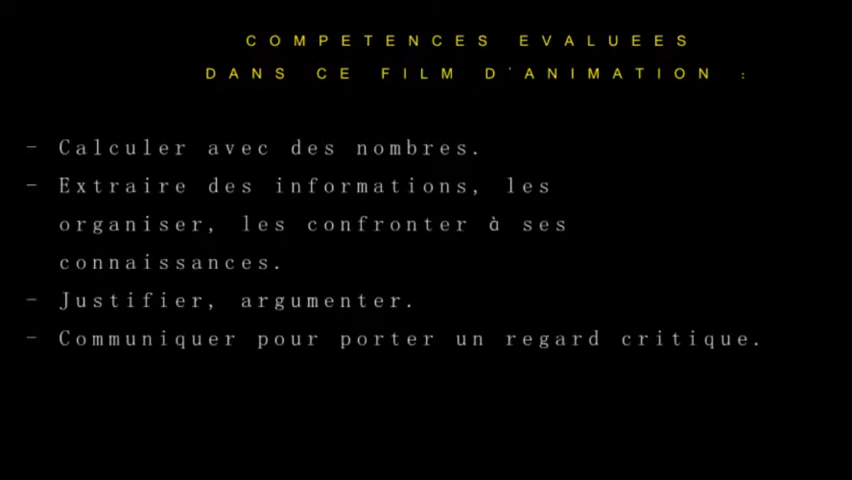 COMPETENCES EVALUEES
DANS CE FILM D'ANIMATION :
- Calculer avec des nombres.
- Extraire des informations, les
organiser, les confronter à ses
connaissances.
- Justifier, argumenter.
- Communiquer pour porter un regard critique.